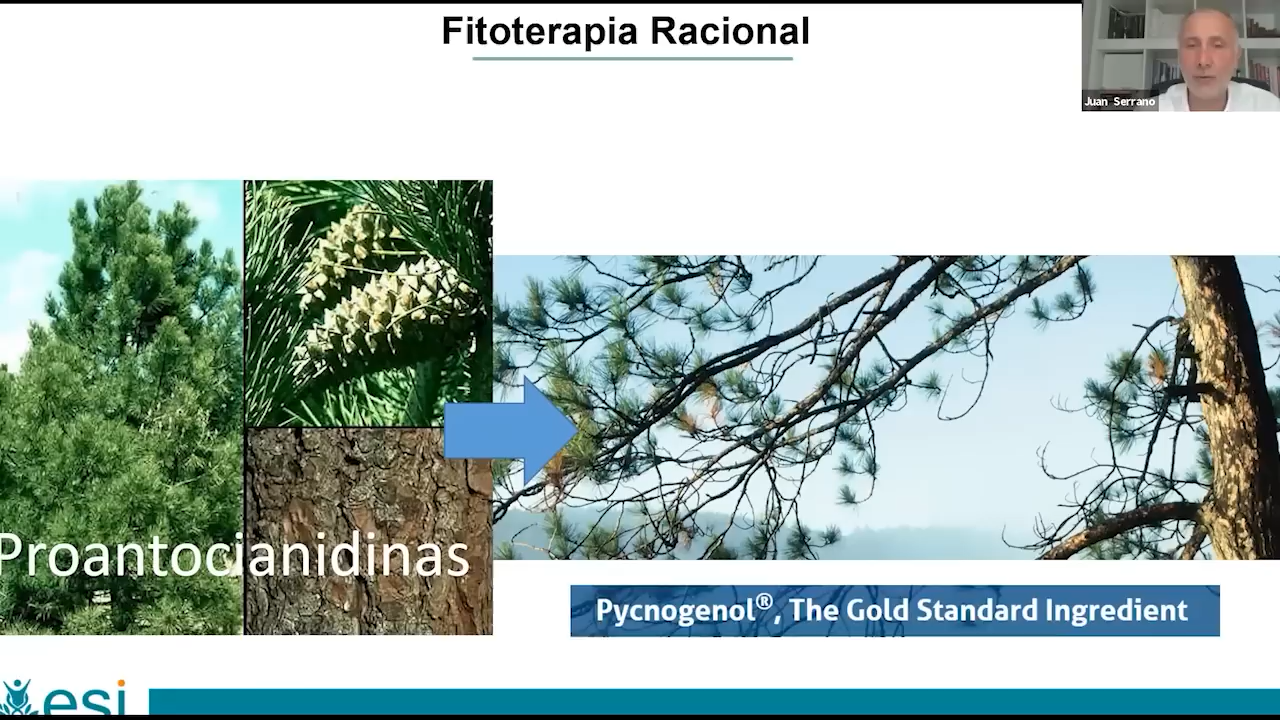 Fitoterapia Racional
Juan Serrano
Proantocianidinas
Pycnogenol®, The Gold Standard Ingredient
esi